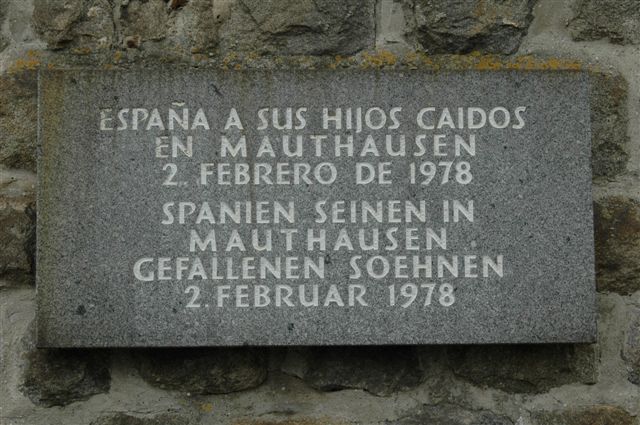 ESPAÑA A SUS HIJOS CAIDOS
EN MAUTHAUSEN
2. FEBRERO DE 1978
SPANIEN SEINEN IN
MAUTHAUSEN
GEFALLENEN SOEHNEN
2. FEBRUAR 1978